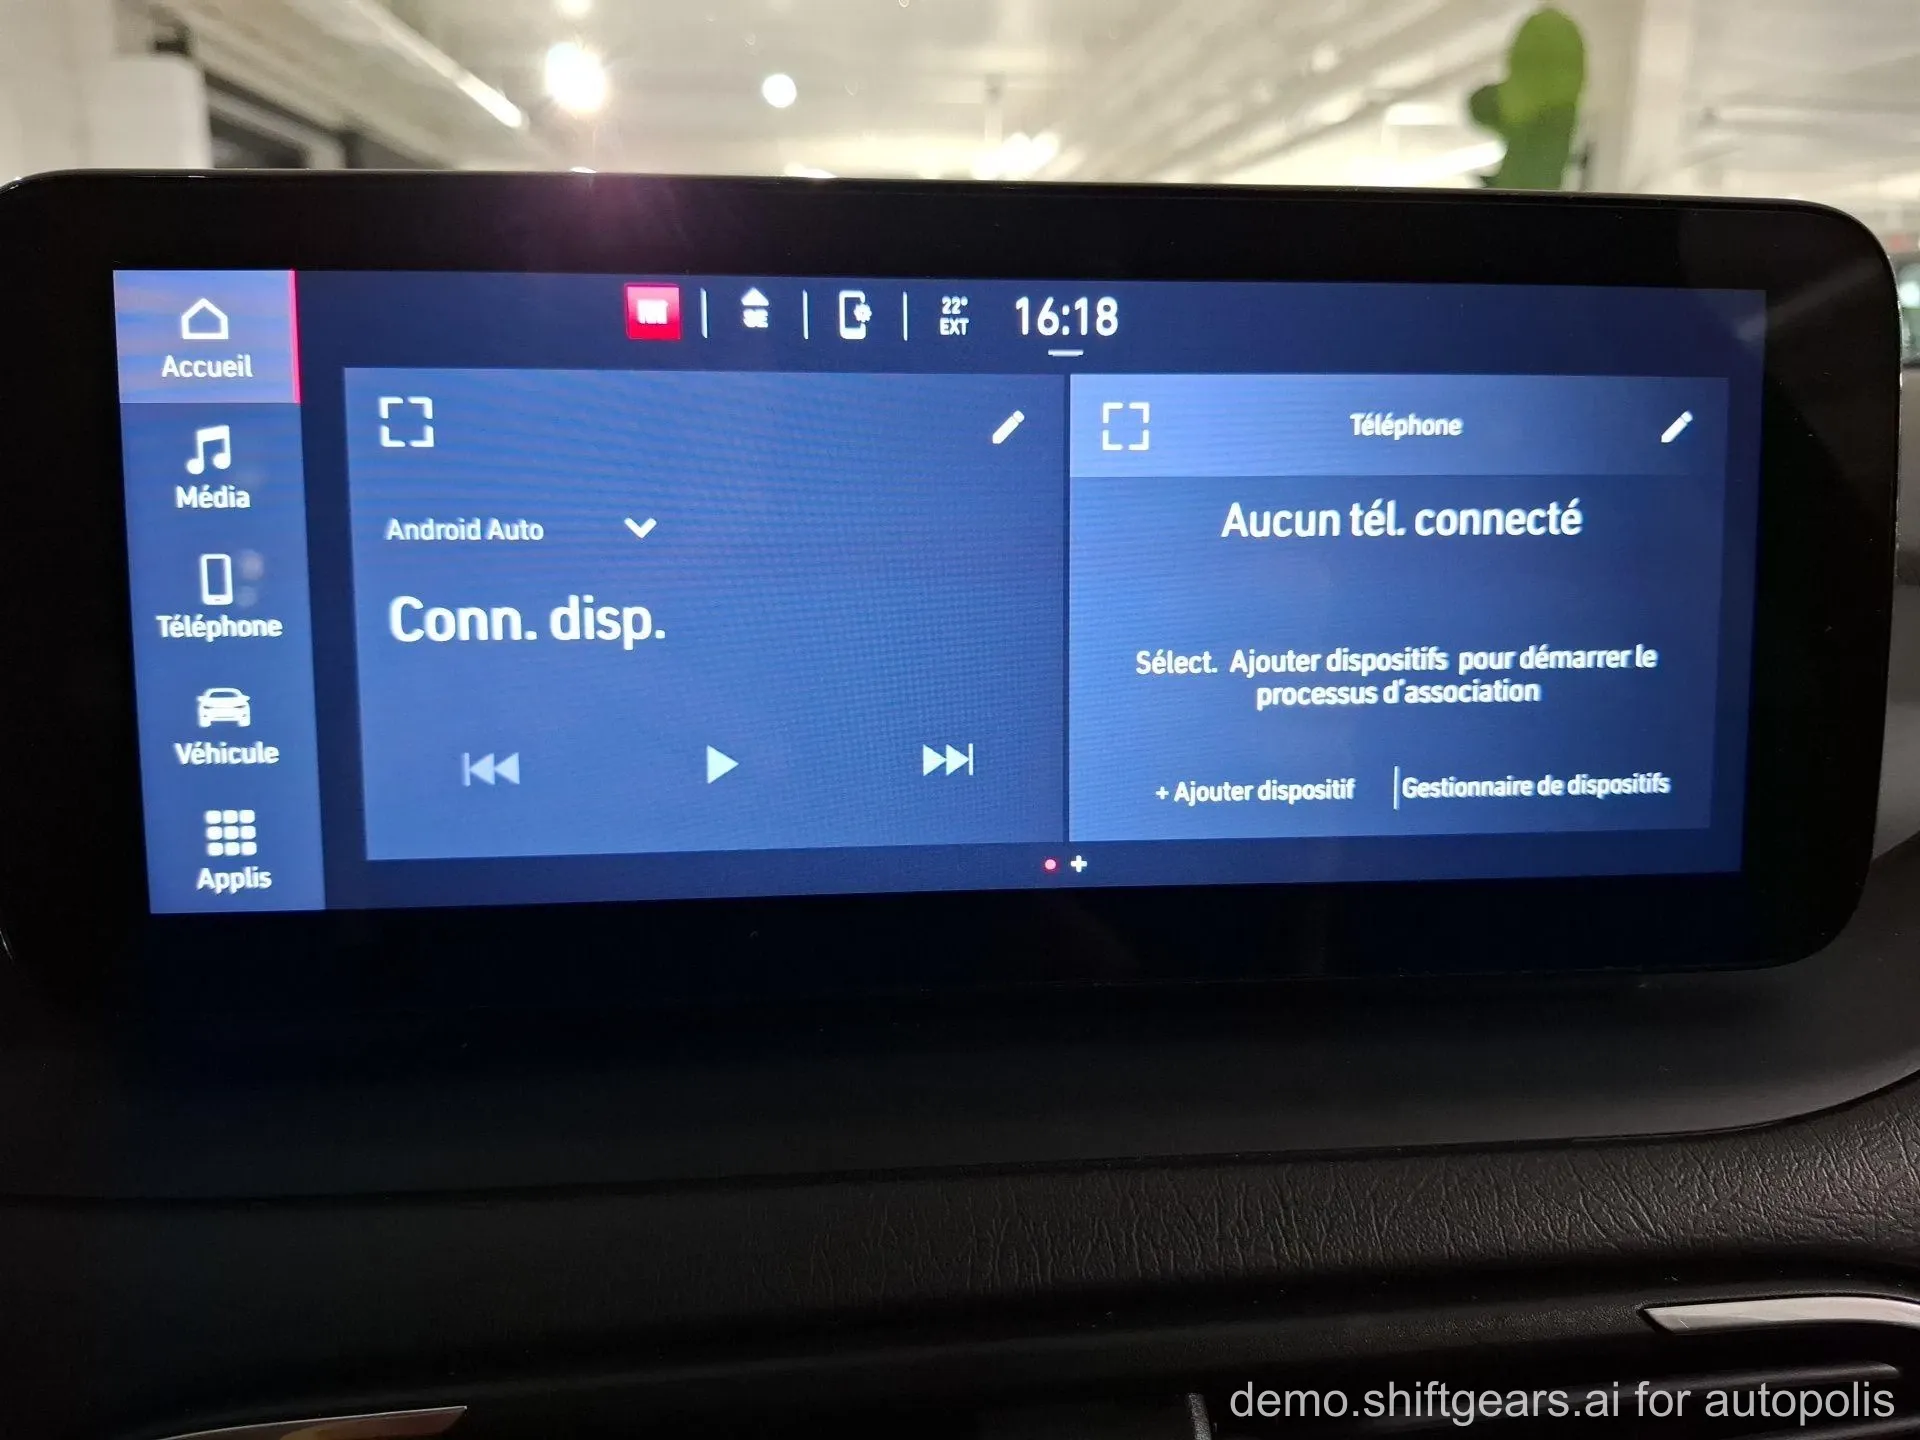 Accueil
Média
Téléphone
Véhicule
Applis
SE
22°
EXT
16:18
Android Auto
Conn. disp.
Téléphone
Aucun tél. connecté
Sélect. Ajouter dispositifs pour démarrer le
processus d'association
+ Ajouter dispositif
Gestionnaire de dispositifs
demo.shiftgears.ai for autopolis